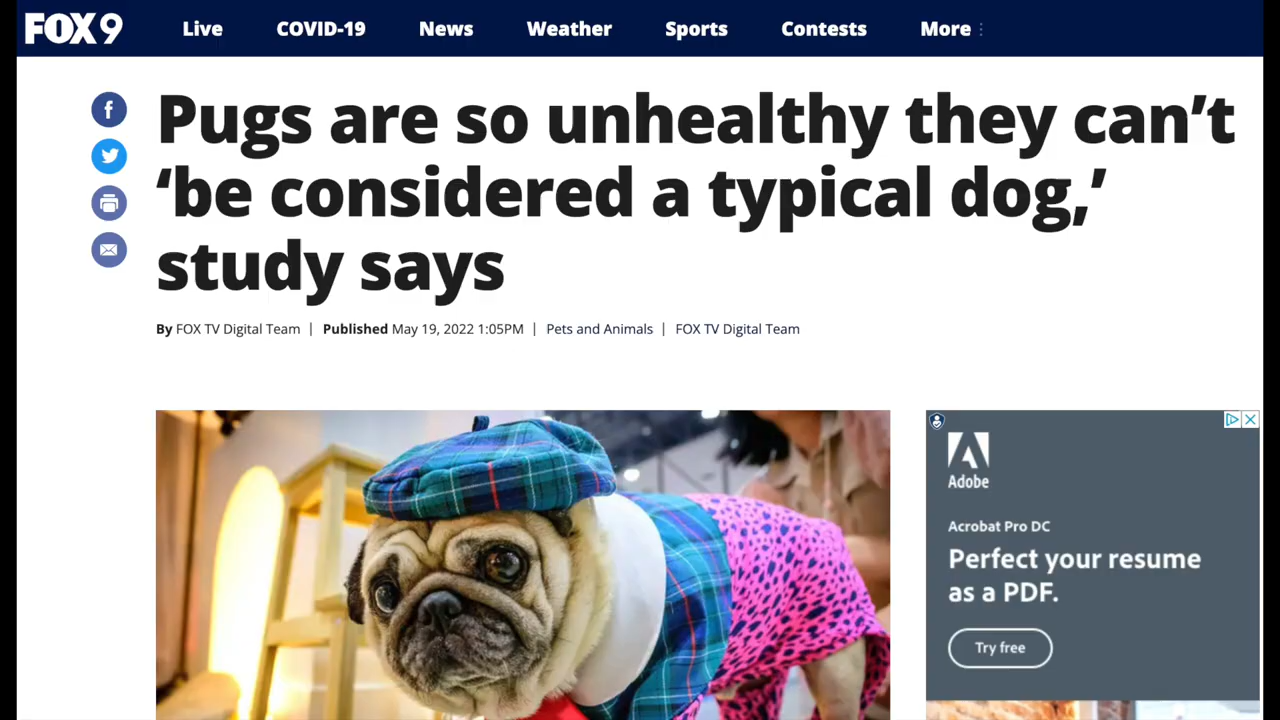 FOX 9 Live COVID-19 News Weather Sports Contests More
Pugs are so unhealthy they can’t
‘be considered a typical dog,’
study says
By FOX TV Digital Team | Published May 19, 2022 1:05PM | Pets and Animals | FOX TV Digital Team
Adobe
Acrobat Pro DC
Perfect your resume
as a PDF.
Try free